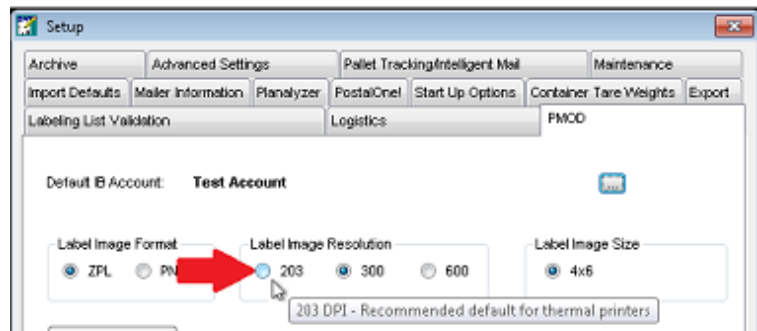 Setup
Archive Advanced Settings Pallet Tracking/Intelligent Mail Maintenance
Import Defaults Mailer Information Planalyzer PostalOne! Start Up Options Container Tare Weights Export
Labeling List Validation Logistics PMOD
Default IB Account: Test Account ...
Label Image Format Label Image Resolution Label Image Size
ZPL 203 300 600 4x6
203 DPI - Recommended default for thermal printers